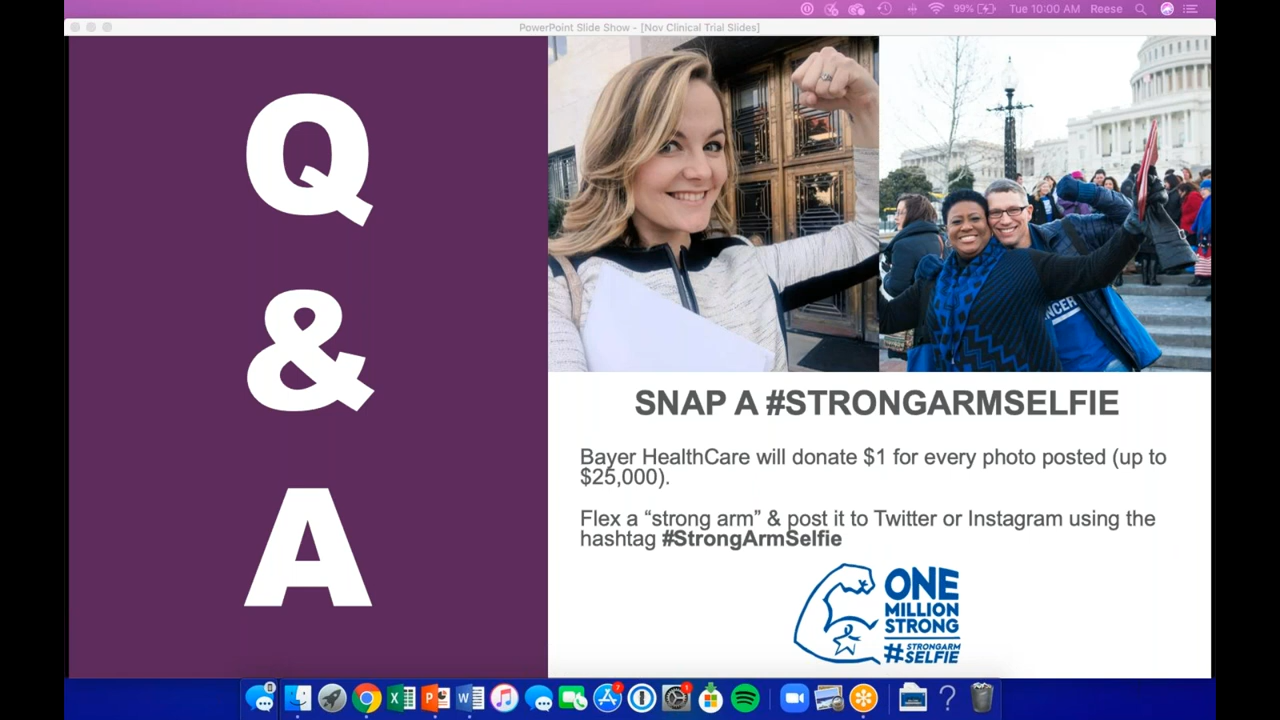 99% Tue 10:00 AM Reese
PowerPoint Slide Show - [Nov Clinical Trial Slides]
Q
&
A
NCER
SNAP A #STRONGARMSELFIE
Bayer HealthCare will donate $1 for every photo posted (up to
$25,000).
Flex a “strong arm” & post it to Twitter or Instagram using the
hashtag #StrongArmSelfie
ONE
MILLION
STRONG
#STRONGARM
SELFIE